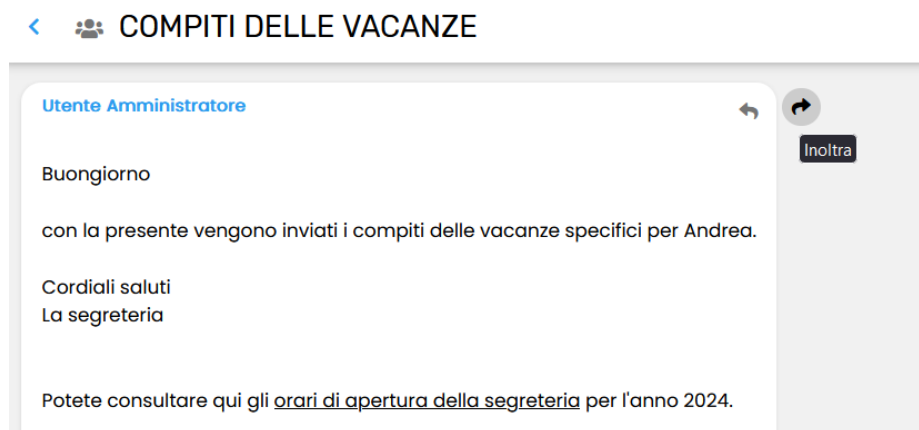 COMPITI DELLE VACANZE
Utente Amministratore
Inoltra
Buongiorno
con la presente vengono inviati i compiti delle vacanze specifici per Andrea.
Cordiali saluti
La segreteria
Potete consultare qui gli orari di apertura della segreteria per l'anno 2024.